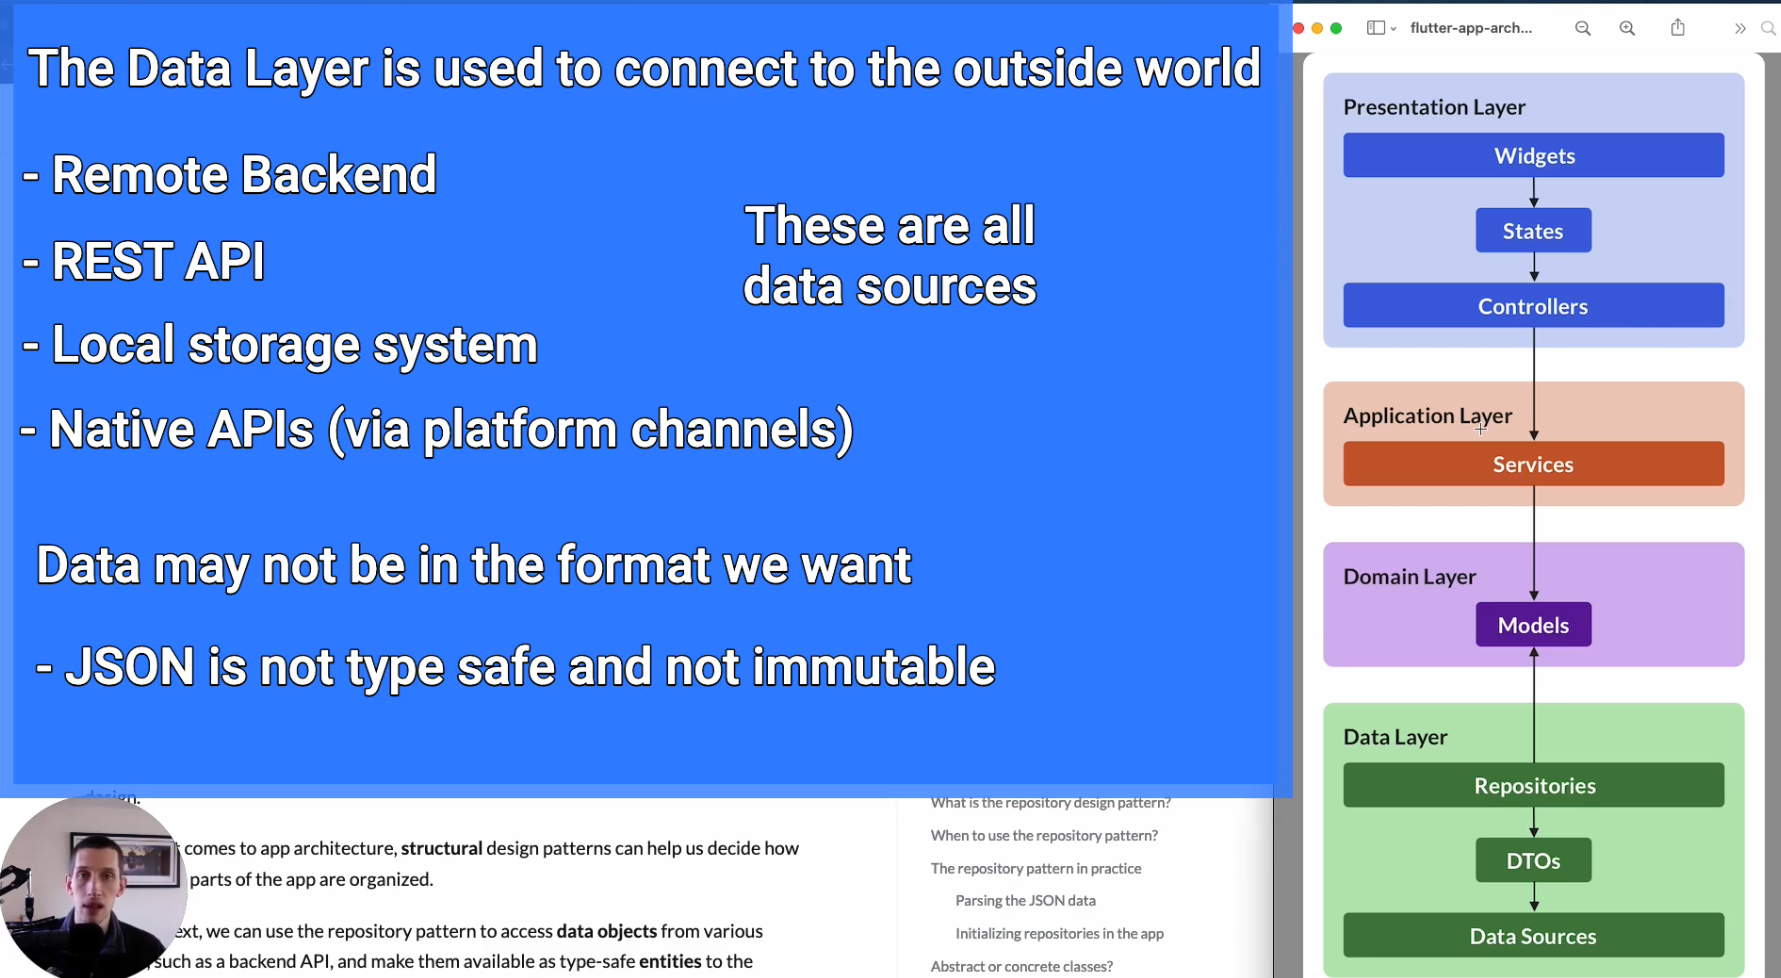 The Data Layer is used to connect to the outside world
- Remote Backend
- REST API
- Local storage system
- Native APIs (via platform channels)
These are all
data sources
Data may not be in the format we want
- JSON is not type safe and not immutable
design.
comes to app architecture, structural design patterns can help us decide how
parts of the app are organized.
we can use the repository pattern to access data objects from various
such as a backend API, and make them available as type-safe entities to the
What is the repository design pattern?
When to use the repository pattern?
The repository pattern in practice
Parsing the JSON data
Initializing repositories in the app
Abstract or concrete classes?
flutter-app-arch...
Presentation Layer
Widgets
States
Controllers
Application Layer
Services
Domain Layer
Models
Data Layer
Repositories
DTOs
Data Sources